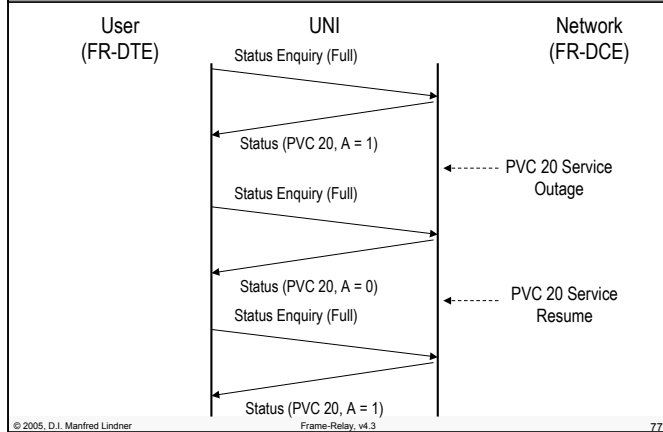 User UNI Network
(FR-DTE) (FR-DCE)
Status Enquiry (Full)
Status (PVC 20, A = 1)
PVC 20 Service
Outage
Status Enquiry (Full)
Status (PVC 20, A = 0)
PVC 20 Service
Resume
Status Enquiry (Full)
Status (PVC 20, A = 1)
© 2005, D.I. Manfred Lindner Frame-Relay, v4.3 77